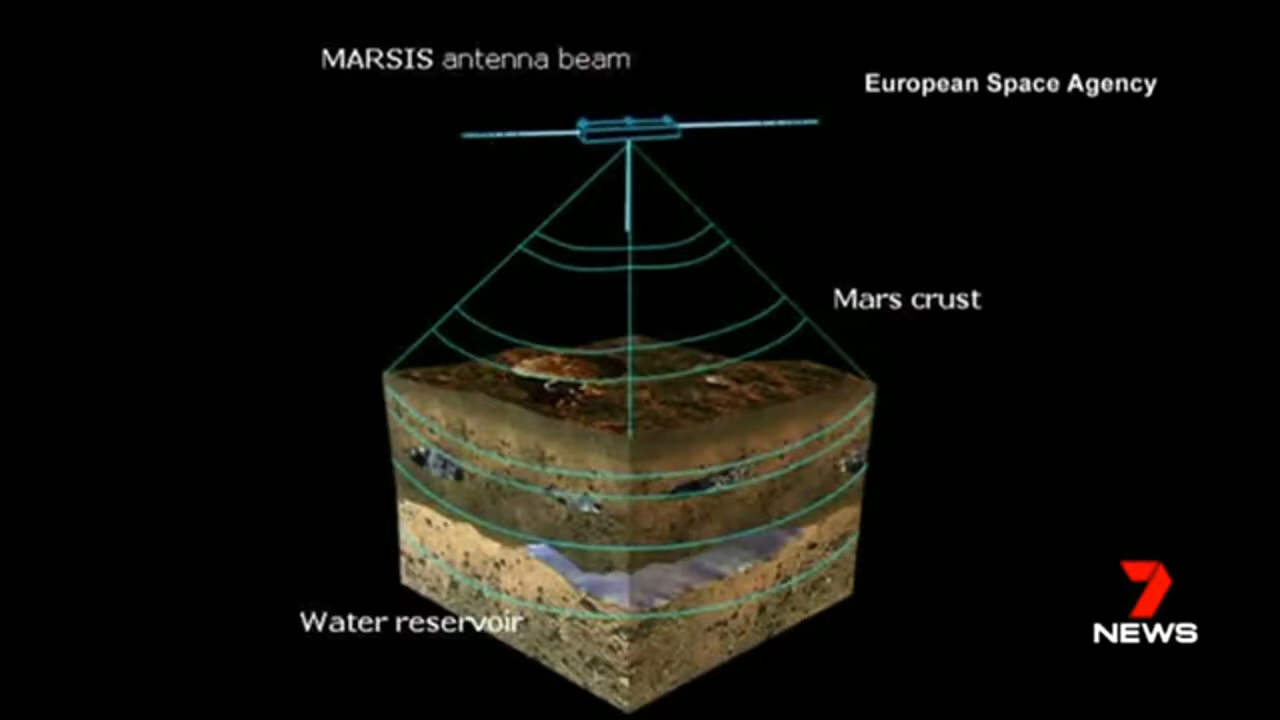 MARSIS antenna beam
European Space Agency
Mars crust
Water reservoir
7
NEWS